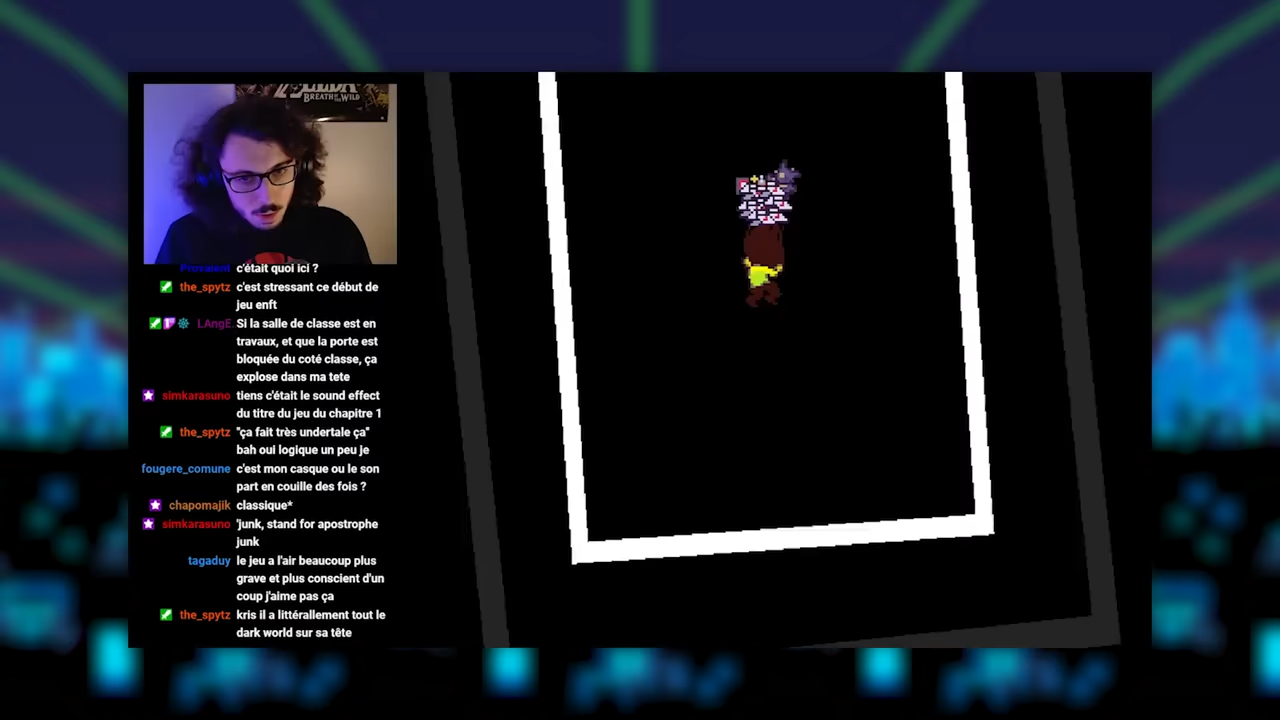 BREATH OF THE WILD
Provaient c'était quoi ici ?
the_spytz c'est stressant ce début de
jeu enft
LAngE Si la salle de classe est en
travaux, et que la porte est
bloquée du coté classe, ça
explose dans ma tete
simkarasuno tiens c'était le sound effect
du titre du jeu du chapitre 1
the_spytz "ça fait très undertale ça"
bah oui logique un peu je
fougere_comune c'est mon casque ou le son
part en couille des fois ?
chapomajik classique*
simkarasuno 'junk, stand for apostrophe
junk
tagaduy le jeu a l'air beaucoup plus
grave et plus conscient d'un
coup j'aime pas ça
the_spytz kris il a littérallement tout le
dark world sur sa tête